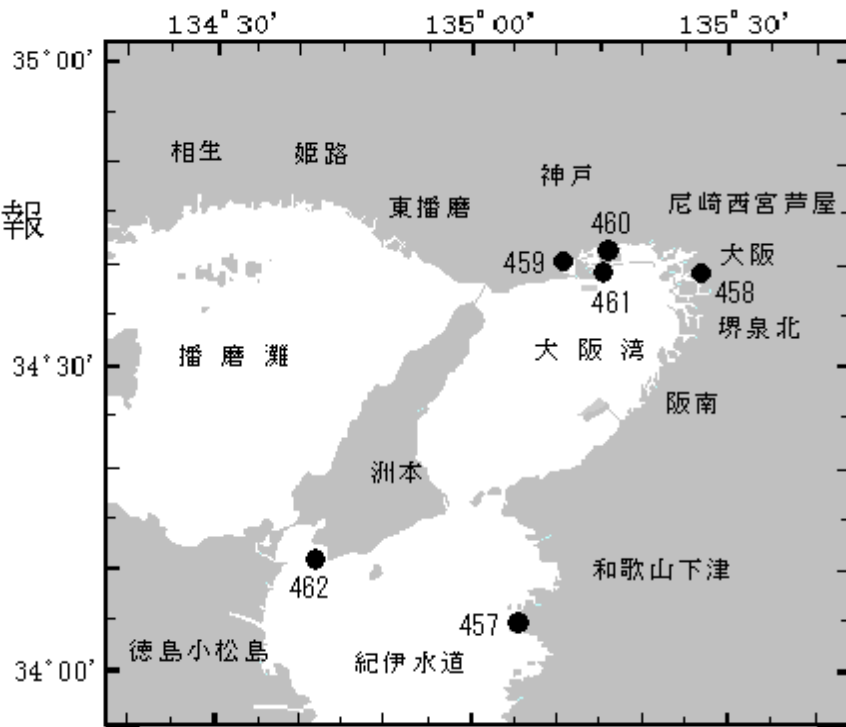 134°30' 135°00' 135°30'
35°00'
相生 姫路 神戸
東播磨 尼崎西宮芦屋
報
460
459 大阪
461 458
堺泉北
播磨灘 大阪湾
34°30'
阪南
洲本
462 和歌山下津
457
徳島小松島 紀伊水道
34°00'